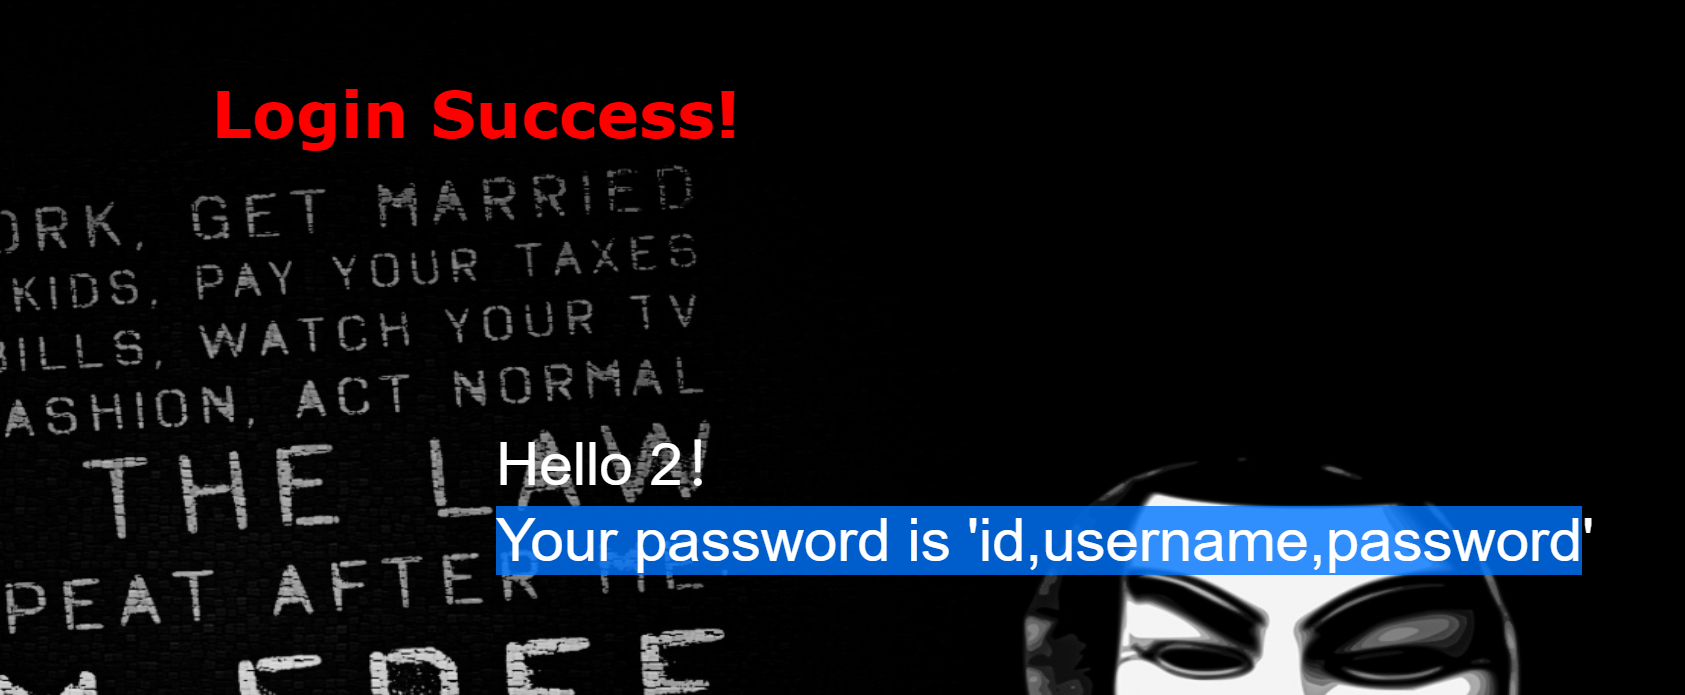 Login Success!
ORK, GET MARRIED
KIDS, PAY YOUR TAXES
BILLS, WATCH YOUR TV
ASHION, ACT NORMAL
THE LAW
Hello 2!
Your password is 'id,username,password'
PEAT AFTER ME:
FREE